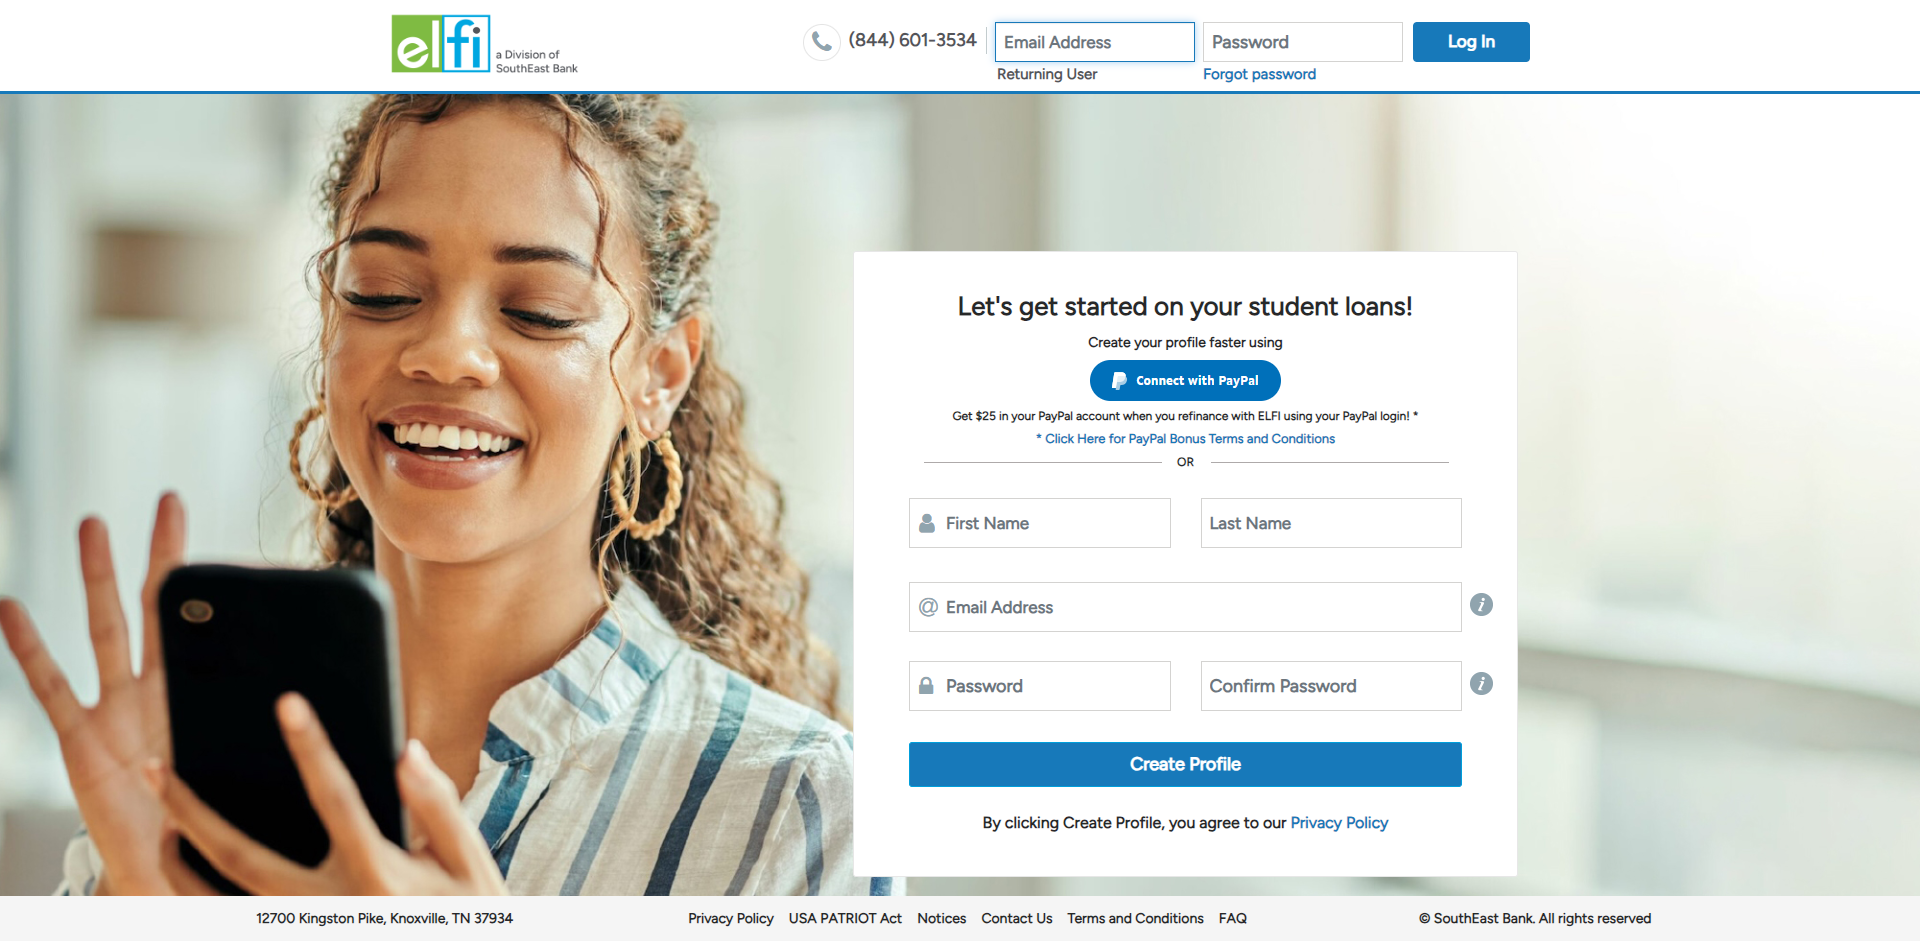 elfi
a Division of
SouthEast Bank
(844) 601-3534
Email Address
Password
Log In
Returning User
Forgot password
Let's get started on your student loans!
Create your profile faster using
Connect with PayPal
Get $25 in your PayPal account when you refinance with ELFI using your PayPal login! *
* Click Here for PayPal Bonus Terms and Conditions
OR
First Name
Last Name
@ Email Address
Password
Confirm Password
Create Profile
By clicking Create Profile, you agree to our Privacy Policy
12700 Kingston Pike, Knoxville, TN 37934
Privacy Policy USA PATRIOT Act Notices Contact Us Terms and Conditions FAQ
© SouthEast Bank. All rights reserved